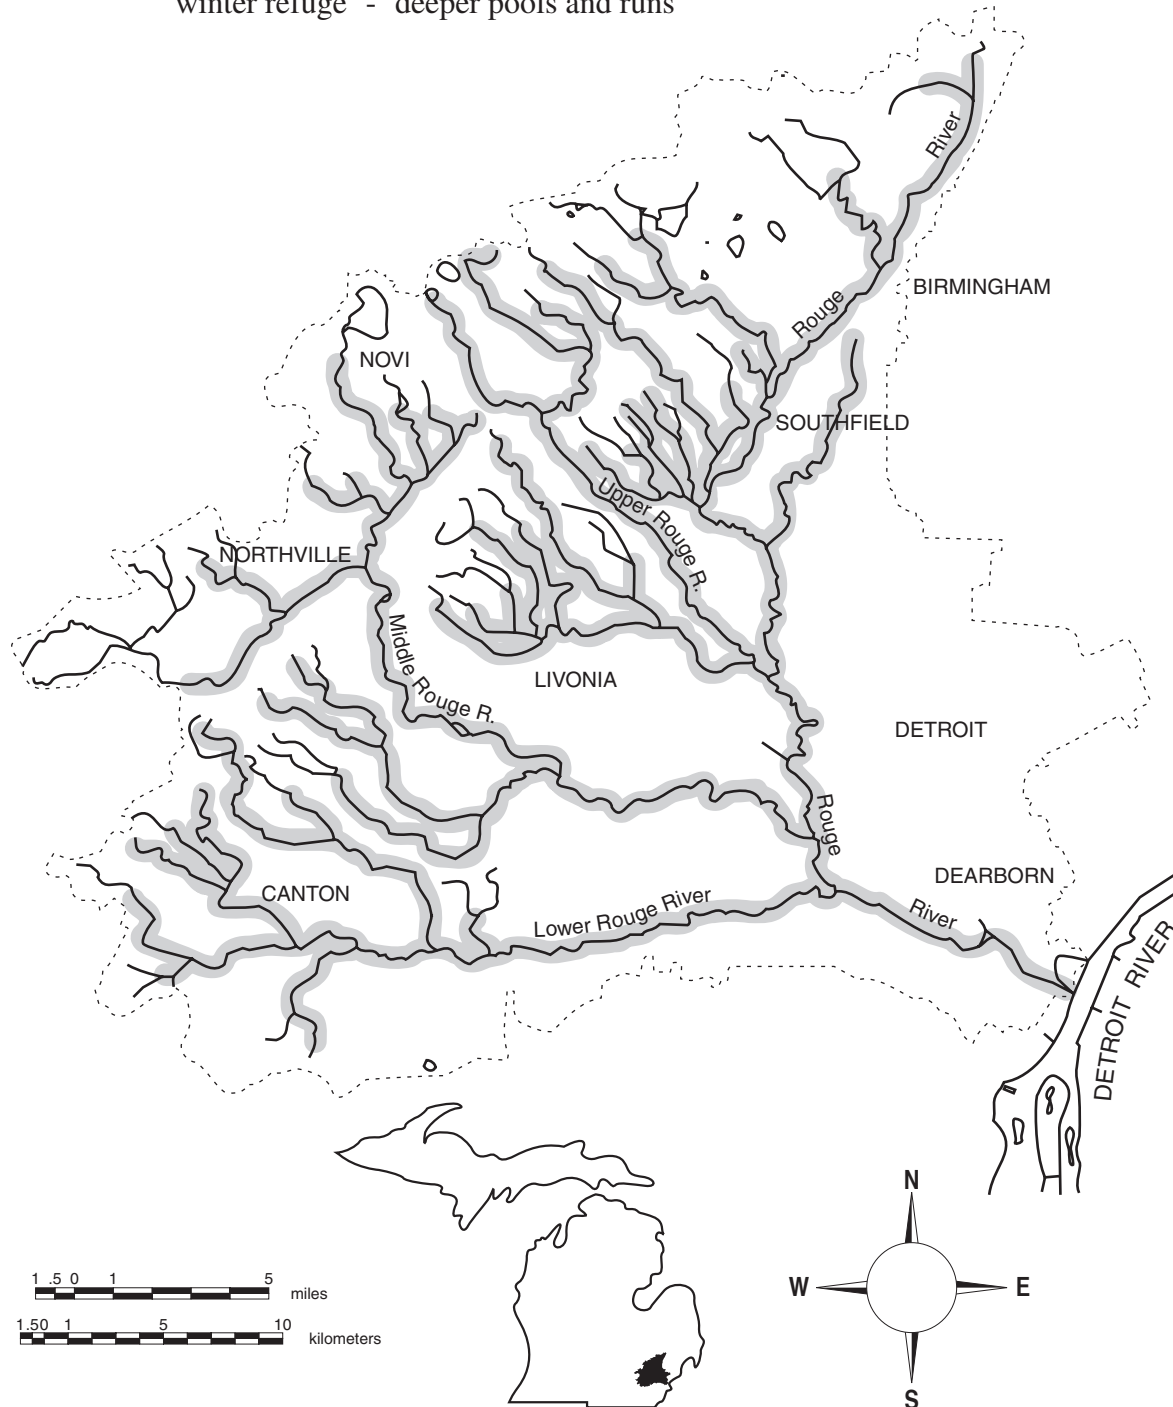 winter refuge - deeper pools and runs
River
BIRMINGHAM
Rouge
NOVI
SOUTHFIELD
Upper Rouge R.
NORTHVILLE
Middle Rouge R.
LIVONIA
DETROIT
Rouge
DEARBORN
CANTON
Lower Rouge River
River
DETROIT RIVER
N
W
E
S
1 .5 0 1 5
miles
1.50 1 5 10
kilometers